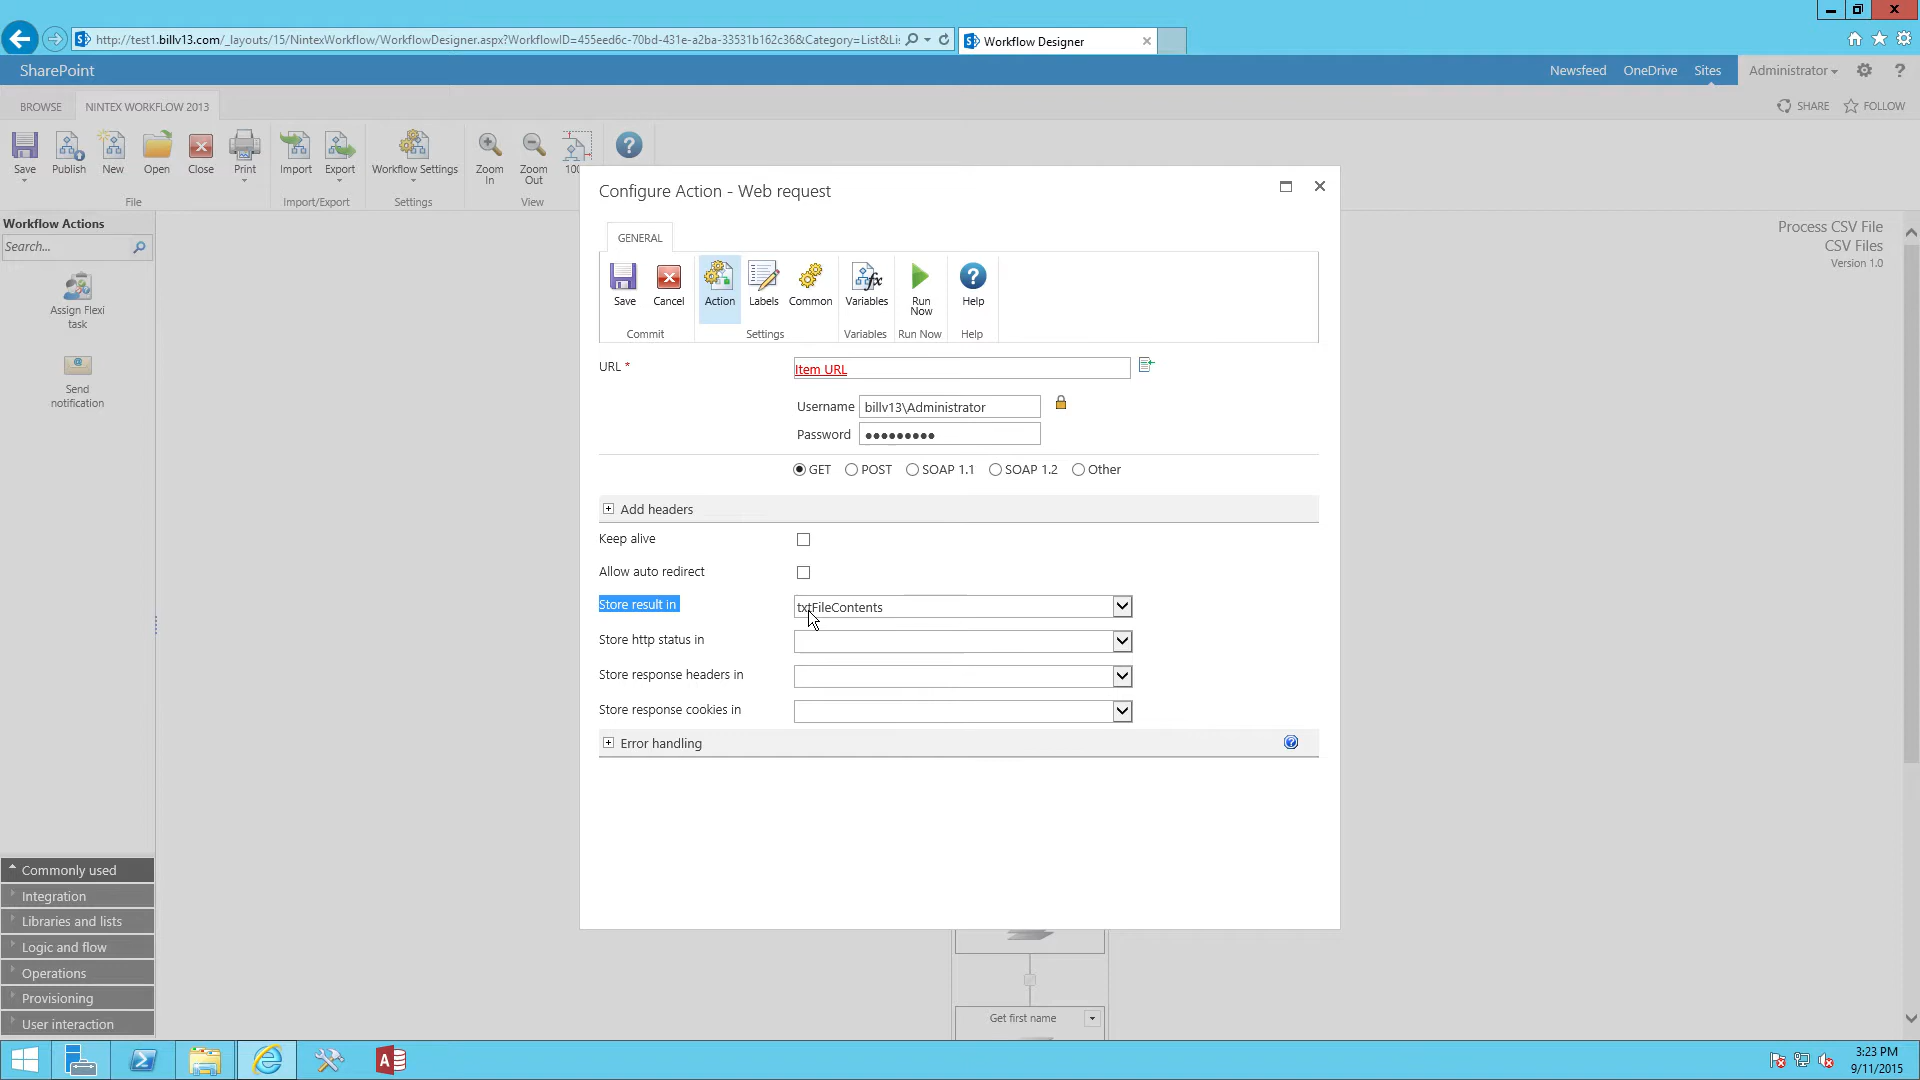 http://test1.billv13.com/_layouts/15/NintexWorkflow/WorkflowDesigner.aspx?WorkflowID=455eed6c-70bd-431e-a2ba-33531b162c36&Category=List&Li
Workflow Designer
SharePoint
Newsfeed OneDrive Sites
Administrator
?
BROWSE
NINTEX WORKFLOW 2013
SHARE
FOLLOW
Save
Publish
New
Open
Close
Print
Import
Export
Workflow Settings
Zoom In
Zoom Out
100
File
Import/Export
Settings
View
Workflow Actions
Search...
Assign Flexi task
Send notification
Commonly used
Integration
Libraries and lists
Logic and flow
Operations
Provisioning
User interaction
Process CSV File
CSV Files
Version 1.0
Configure Action - Web request
GENERAL
Save
Cancel
Action
Labels
Common
Variables
Run Now
Help
Commit
Settings
Variables
Run Now
Help
URL *
Item URL
Username billv13\Administrator
Password ●●●●●●●●●
GET POST SOAP 1.1 SOAP 1.2 Other
Add headers
Keep alive
Allow auto redirect
Store result in txtFileContents
Store http status in
Store response headers in
Store response cookies in
Error handling
Get first name
3:23 PM
9/11/2015